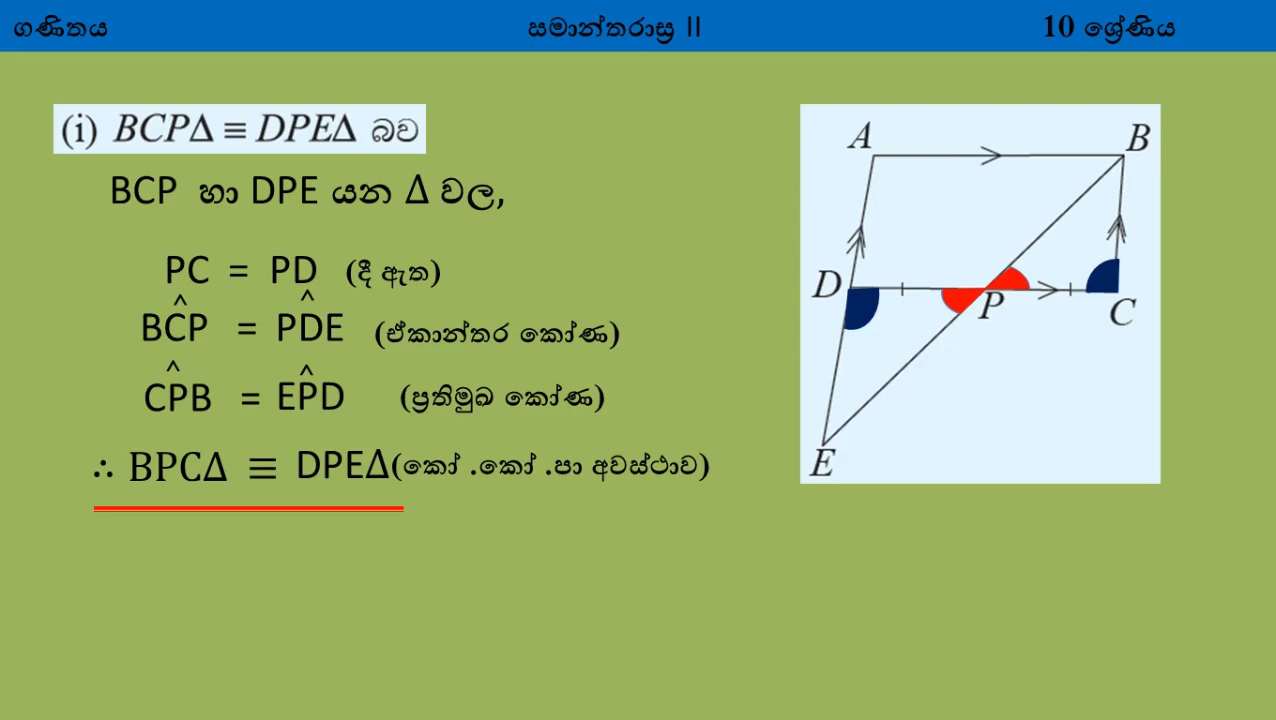 ගණිතය සමාන්තරාස්‍ර II 10 ශ්‍රේණිය
(i) BCPΔ ≡ DPEΔ බව
BCP හා DPE යන Δ වල,
PC = PD (දී ඇත)
BĈP = PD̂E (ඒකාන්තර කෝණ)
CP̂B = EP̂D (ප්‍රතිමුඛ කෝණ)
∴ BPCΔ ≡ DPEΔ(කෝ .කෝ .පා අවස්ථාව)
A B
D P C
E